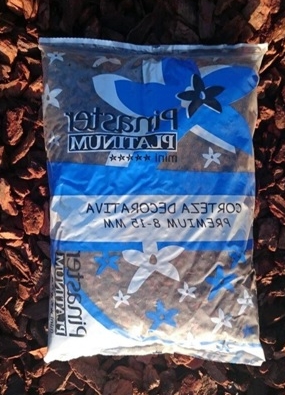 Pinaster
PLATINUM
mini ★★★★★
CORTEZA DECORATIVA
PREMIUM 8-15 MM
Pinaster
PLATINUM